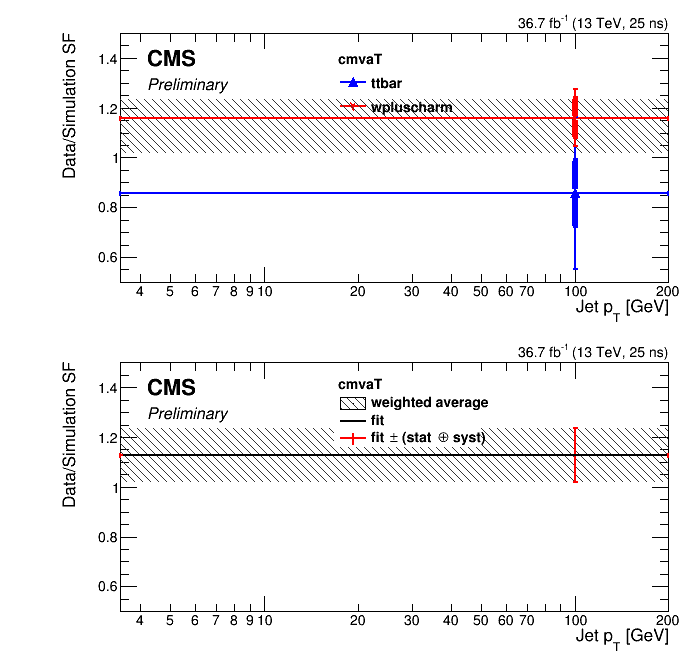 36.7 fb⁻¹ (13 TeV, 25 ns)
Data/Simulation SF
CMS
Preliminary
cmvaT
ttbar
wpluscharm
1.4
1.2
1
0.8
0.6
4 5 6 7 8 9 10 20 30 40 50 60 70 100 200
Jet p_T [GeV]
36.7 fb⁻¹ (13 TeV, 25 ns)
Data/Simulation SF
CMS
Preliminary
cmvaT
weighted average
fit
fit ± (stat ⊕ syst)
1.4
1.2
1
0.8
0.6
4 5 6 7 8 9 10 20 30 40 50 60 70 100 200
Jet p_T [GeV]